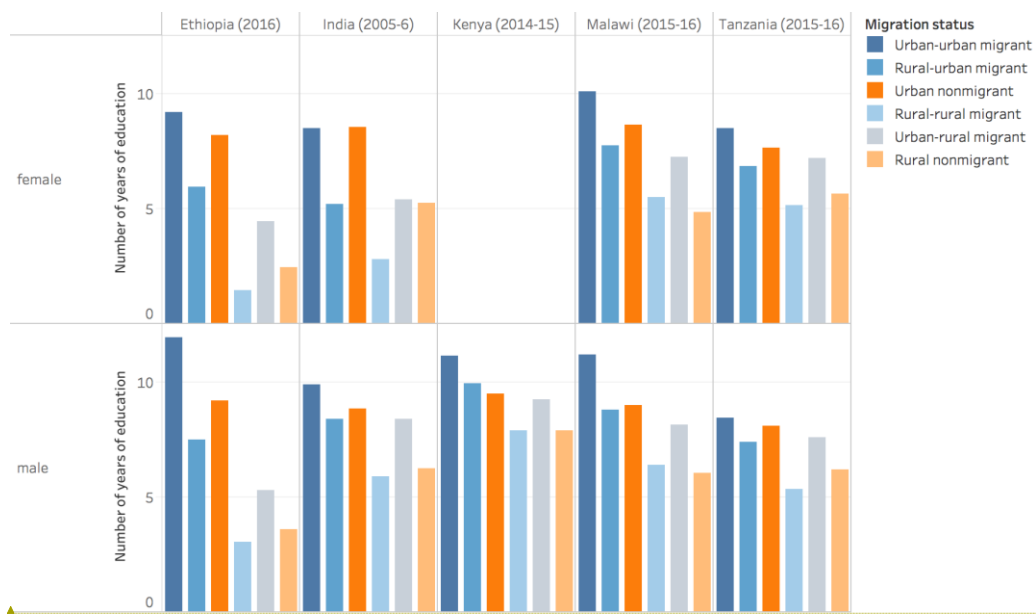 Ethiopia (2016) India (2005-6) Kenya (2014-15) Malawi (2015-16) Tanzania (2015-16)
Migration status
Urban-urban migrant
Rural-urban migrant
Urban nonmigrant
Rural-rural migrant
Urban-rural migrant
Rural nonmigrant
female
Number of years of education
10
5
0
male
Number of years of education
10
5
0